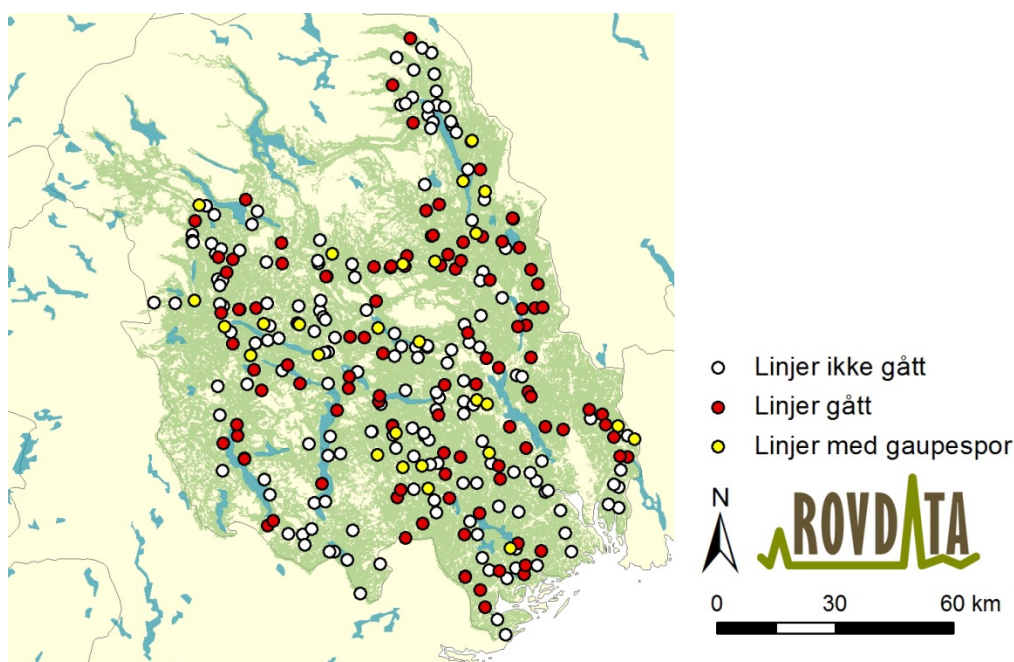 Linjer ikke gått
Linjer gått
Linjer med gaupespor
N
ROVDATA
0 30 60 km